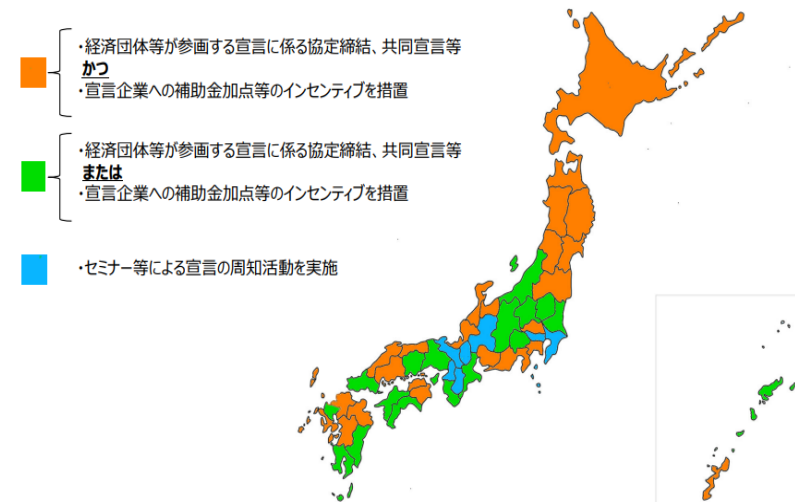 ・経済団体等が参画する宣言に係る協定締結、共同宣言等
かつ
・宣言企業への補助金加点等のインセンティブを措置
・経済団体等が参画する宣言に係る協定締結、共同宣言等
または
・宣言企業への補助金加点等のインセンティブを措置
・セミナー等による宣言の周知活動を実施